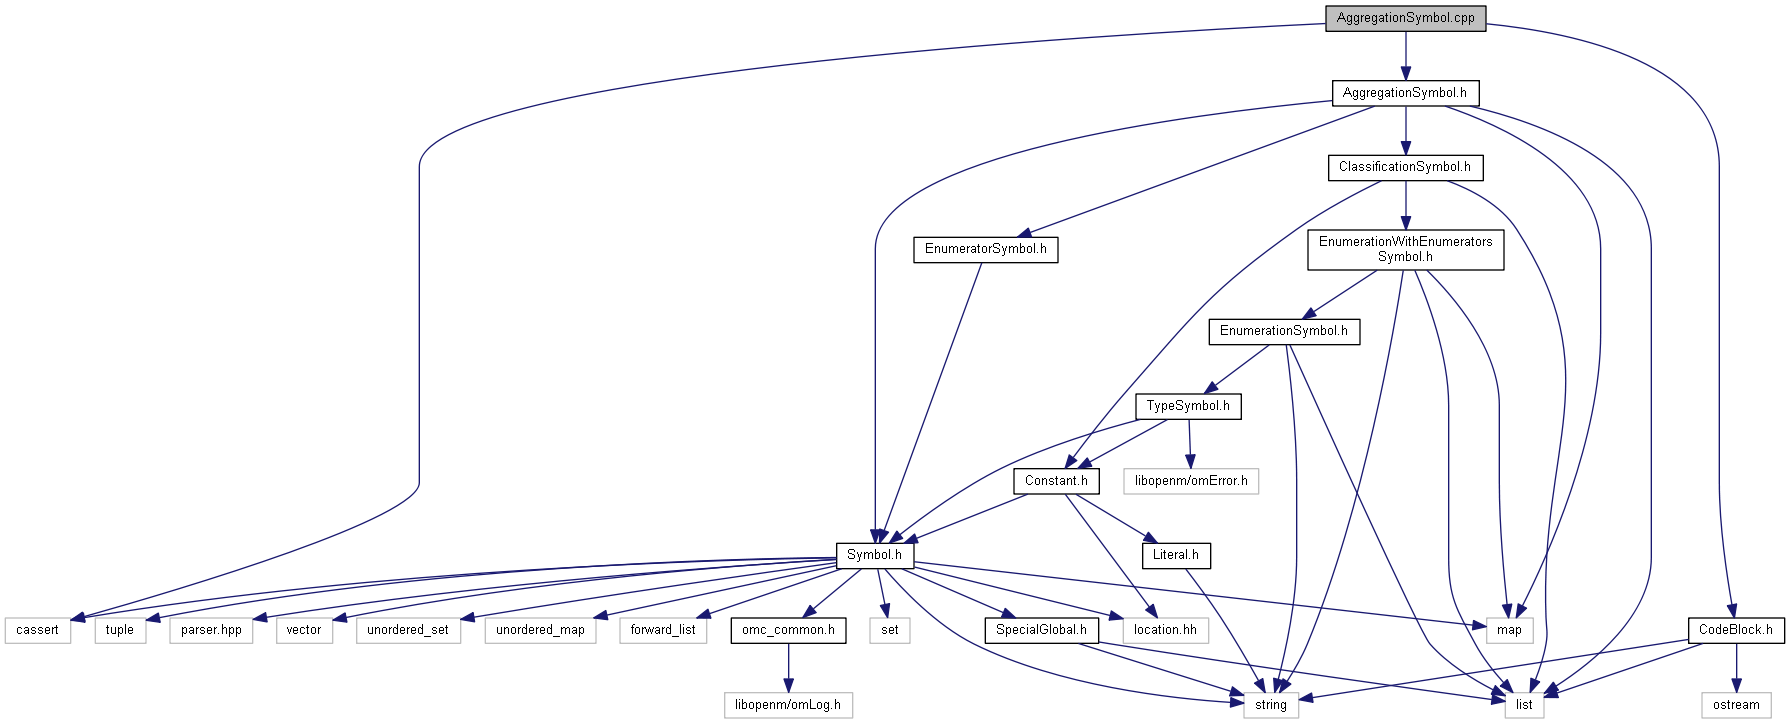 AggregationSymbol.cpp
AggregationSymbol.h
ClassificationSymbol.h
EnumeratorSymbol.h
EnumerationWithEnumerators
Symbol.h
EnumerationSymbol.h
TypeSymbol.h
Constant.h
libopenm/omError.h
Symbol.h
Literal.h
cassert
tuple
parser.hpp
vector
unordered_set
unordered_map
forward_list
omc_common.h
set
SpecialGlobal.h
location.hh
map
CodeBlock.h
libopenm/omLog.h
string
list
ostream